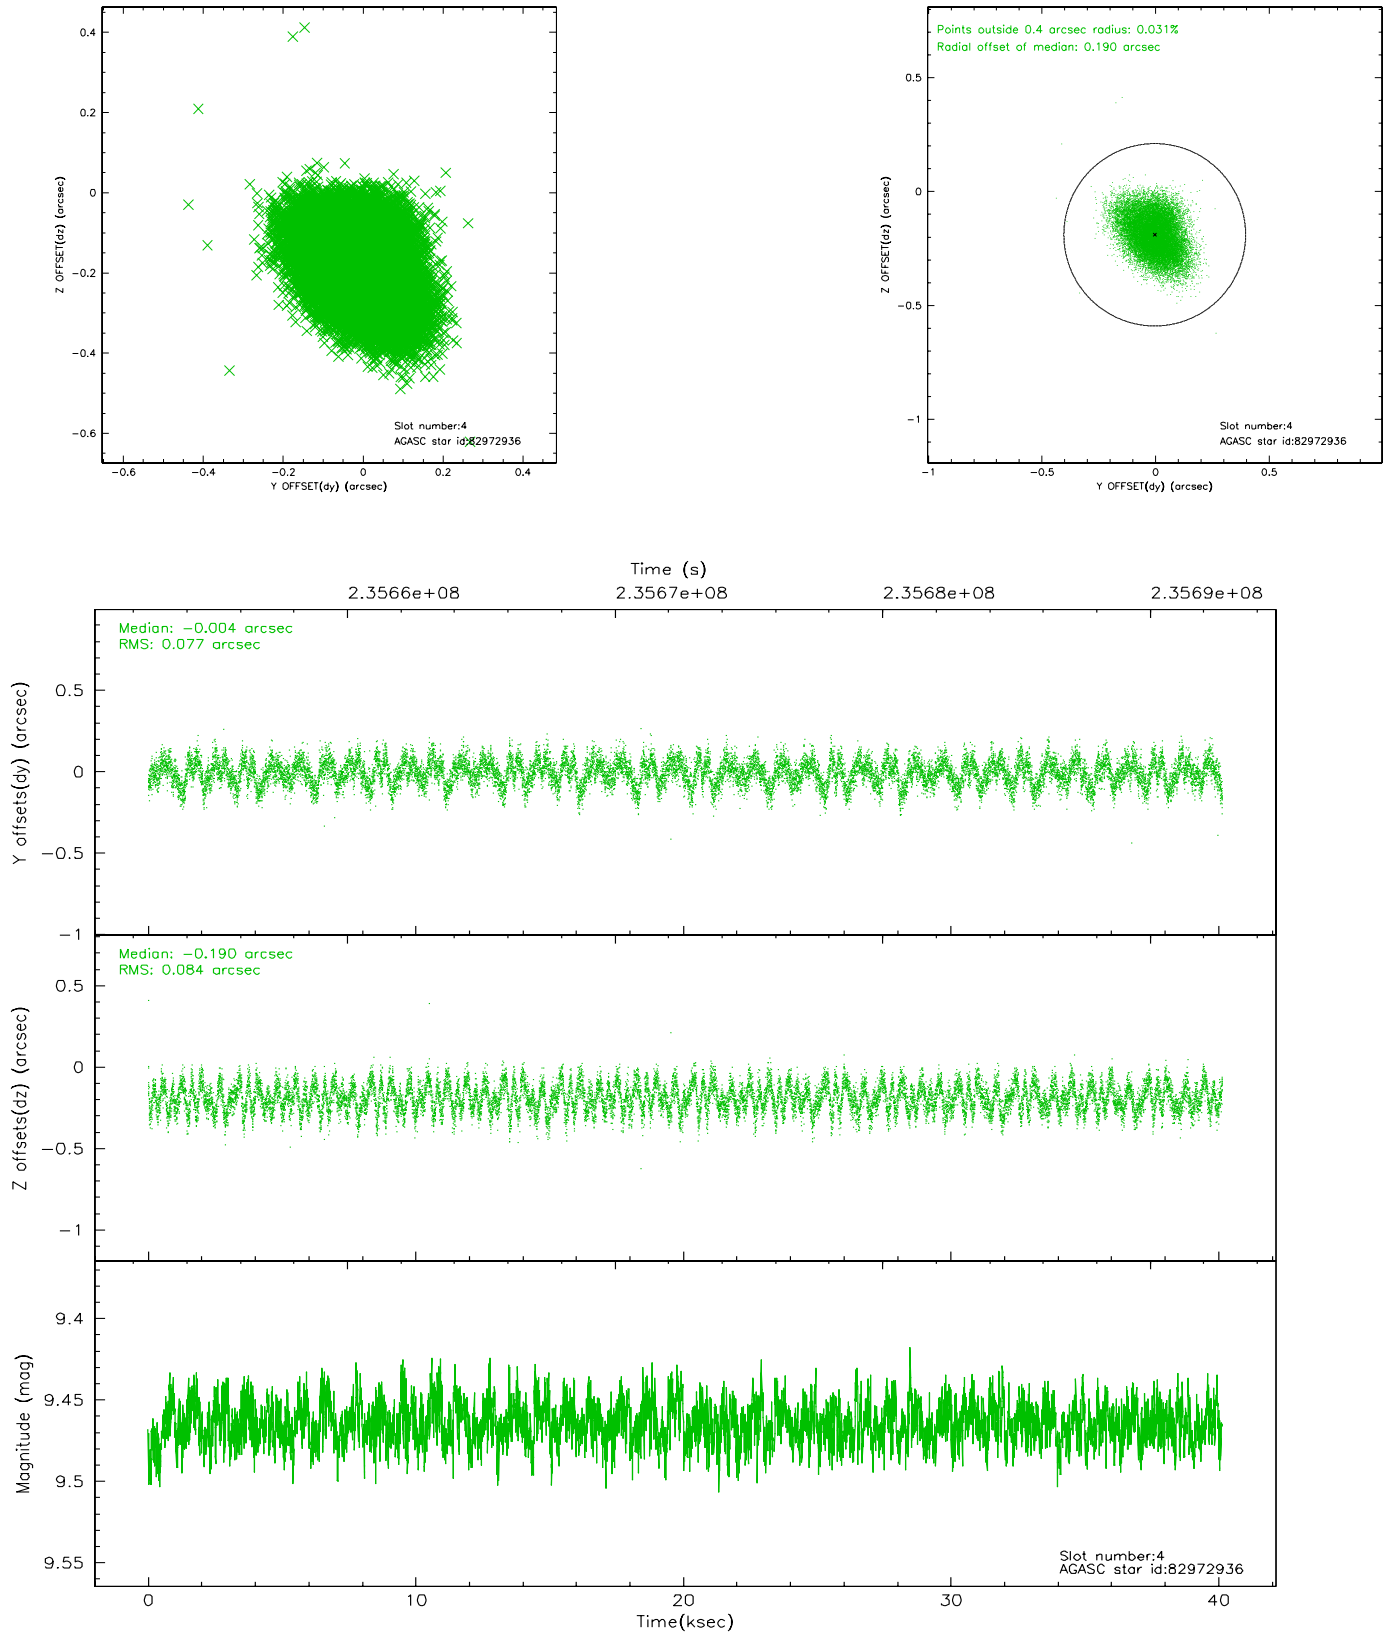 0.4
0.2
0
−0.2
−0.4
−0.6
Z OFFSET(dz) (arcsec)
Slot number:4
AGASC star id:82972936
−0.6 −0.4 −0.2 0 0.2 0.4
Y OFFSET(dy) (arcsec)
Points outside 0.4 arcsec radius: 0.031%
Radial offset of median: 0.190 arcsec
0.5
0
−0.5
−1
Z OFFSET(dz) (arcsec)
Slot number:4
AGASC star id:82972936
−1 −0.5 0 0.5
Y OFFSET(dy) (arcsec)
Time (s)
2.3566e+08 2.3567e+08 2.3568e+08 2.3569e+08
Median: −0.004 arcsec
RMS: 0.077 arcsec
0.5
0
−0.5
−1
Y offsets(dy) (arcsec)
Median: −0.190 arcsec
RMS: 0.084 arcsec
0.5
0
−0.5
−1
Z offsets(dz) (arcsec)
9.4
9.45
9.5
9.55
Magnitude (mag)
Slot number:4
AGASC star id:82972936
0 10 20 30 40
Time(ksec)